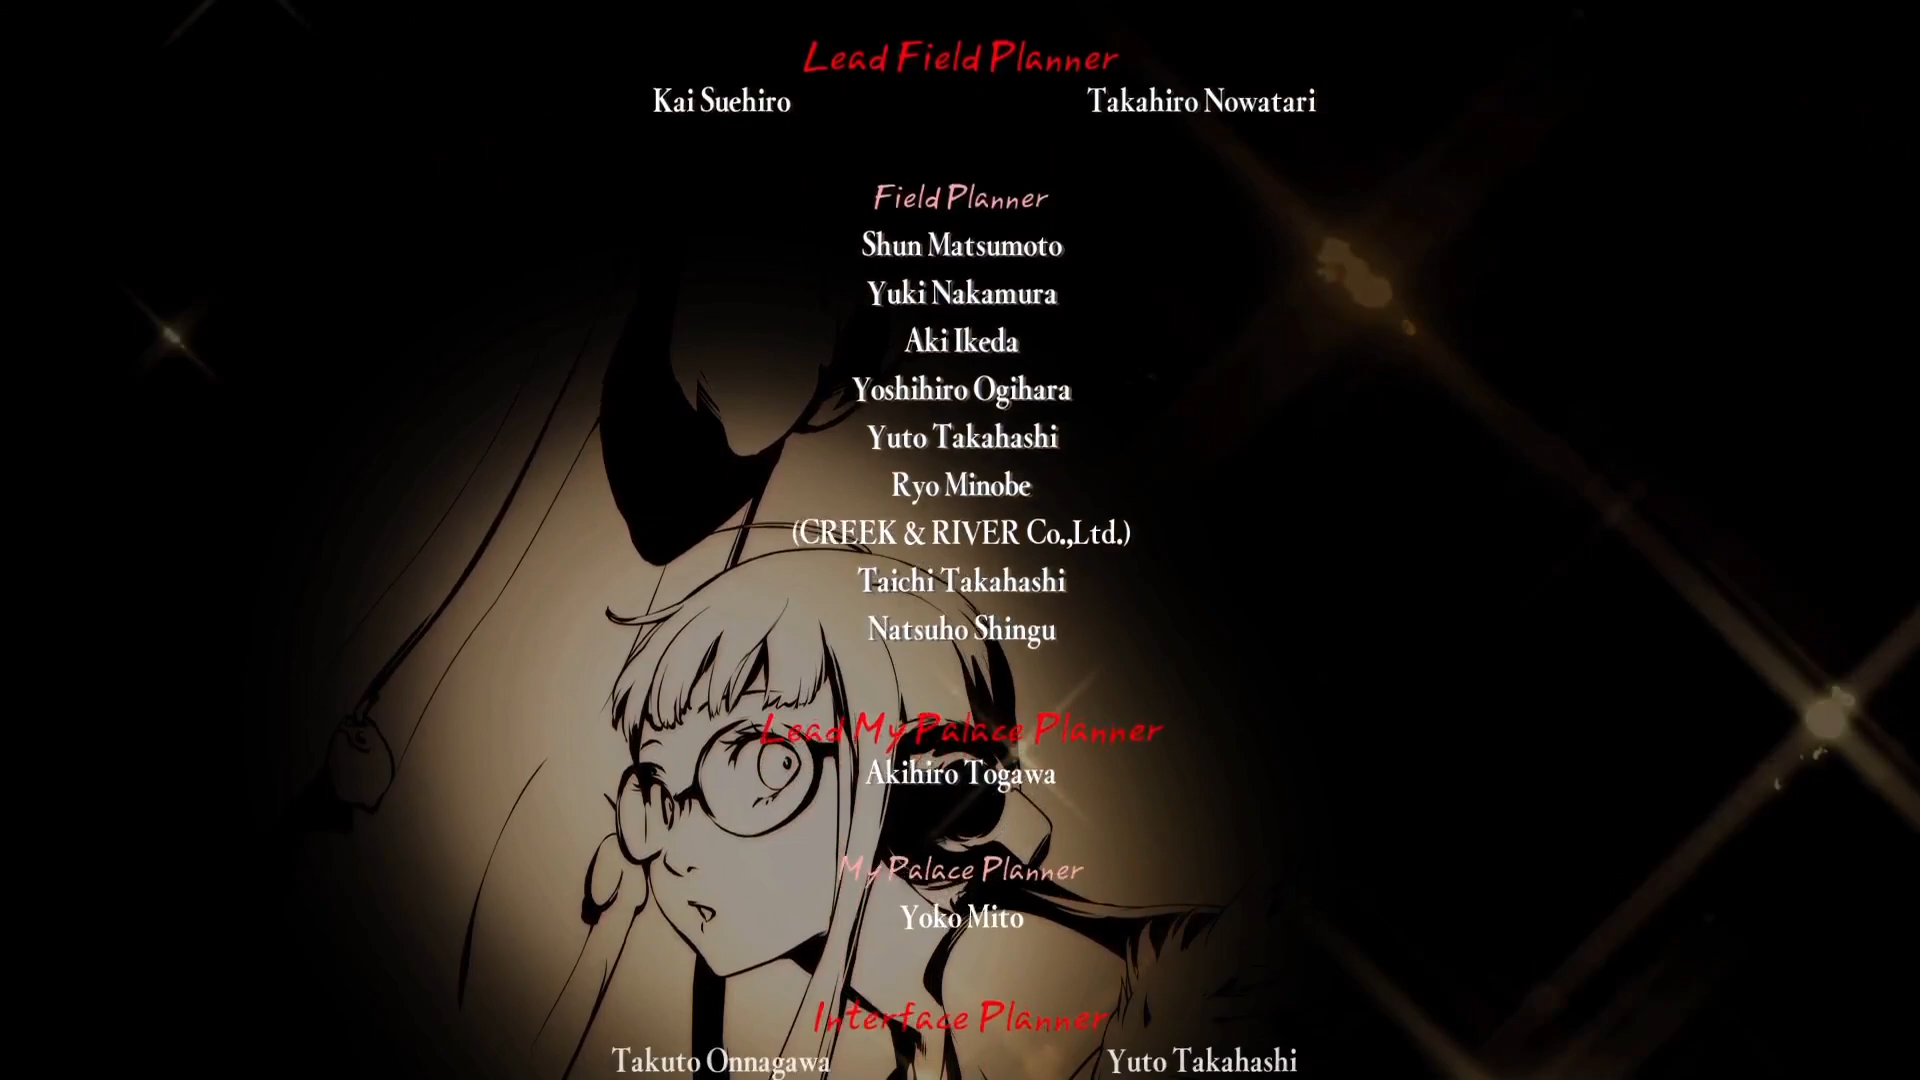 Lead Field Planner
Kai Suehiro Takahiro Nowatari
Field Planner
Shun Matsumoto
Yuki Nakamura
Aki Ikeda
Yoshihiro Ogihara
Yuto Takahashi
Ryo Minobe
(CREEK & RIVER Co.,Ltd.)
Taichi Takahashi
Natsuho Shingu
Lead My Palace Planner
Akihiro Togawa
My Palace Planner
Yoko Mito
Interface Planner
Takuto Onnagawa Yuto Takahashi